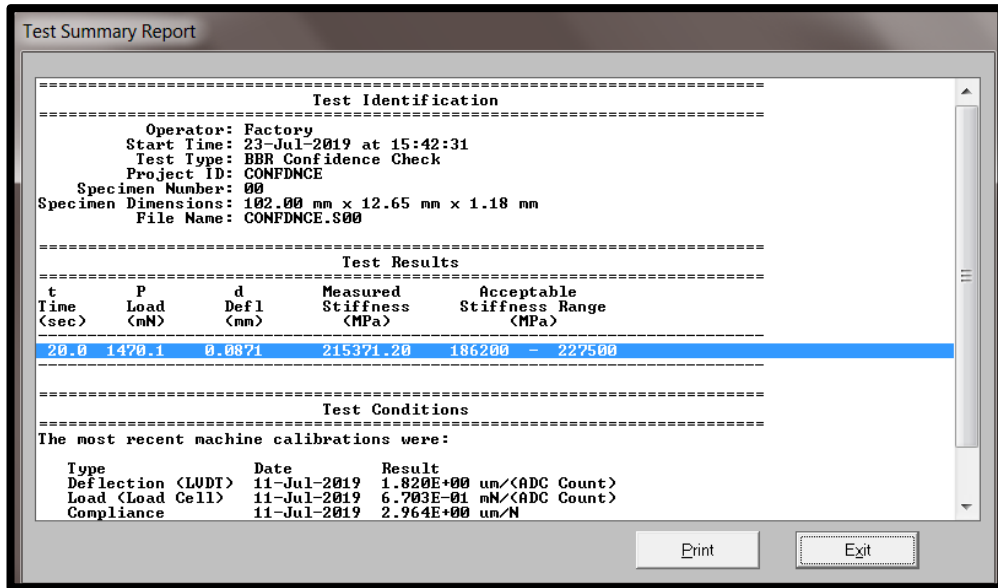 Test Summary Report
================================================================================
Test Identification
================================================================================
Operator: Factory
Start Time: 23-Jul-2019 at 15:42:31
Test Type: BBR Confidence Check
Project ID: CONFDNCE
Specimen Number: 00
Specimen Dimensions: 102.00 mm x 12.65 mm x 1.18 mm
File Name: CONFDNCE.S00
================================================================================
Test Results
================================================================================
t P d Measured Acceptable
Time Load Defl Stiffness Stiffness Range
(sec) (mN) (mm) (MPa) (MPa)
--------------------------------------------------------------------------------
20.0 1470.1 0.0871 215371.20 186200 - 227500
--------------------------------------------------------------------------------
================================================================================
Test Conditions
================================================================================
The most recent machine calibrations were:
Type Date Result
Deflection (LVDT) 11-Jul-2019 1.820E+00 um/(ADC Count)
Load (Load Cell) 11-Jul-2019 6.703E-01 mN/(ADC Count)
Compliance 11-Jul-2019 2.964E+00 um/N
Print Exit